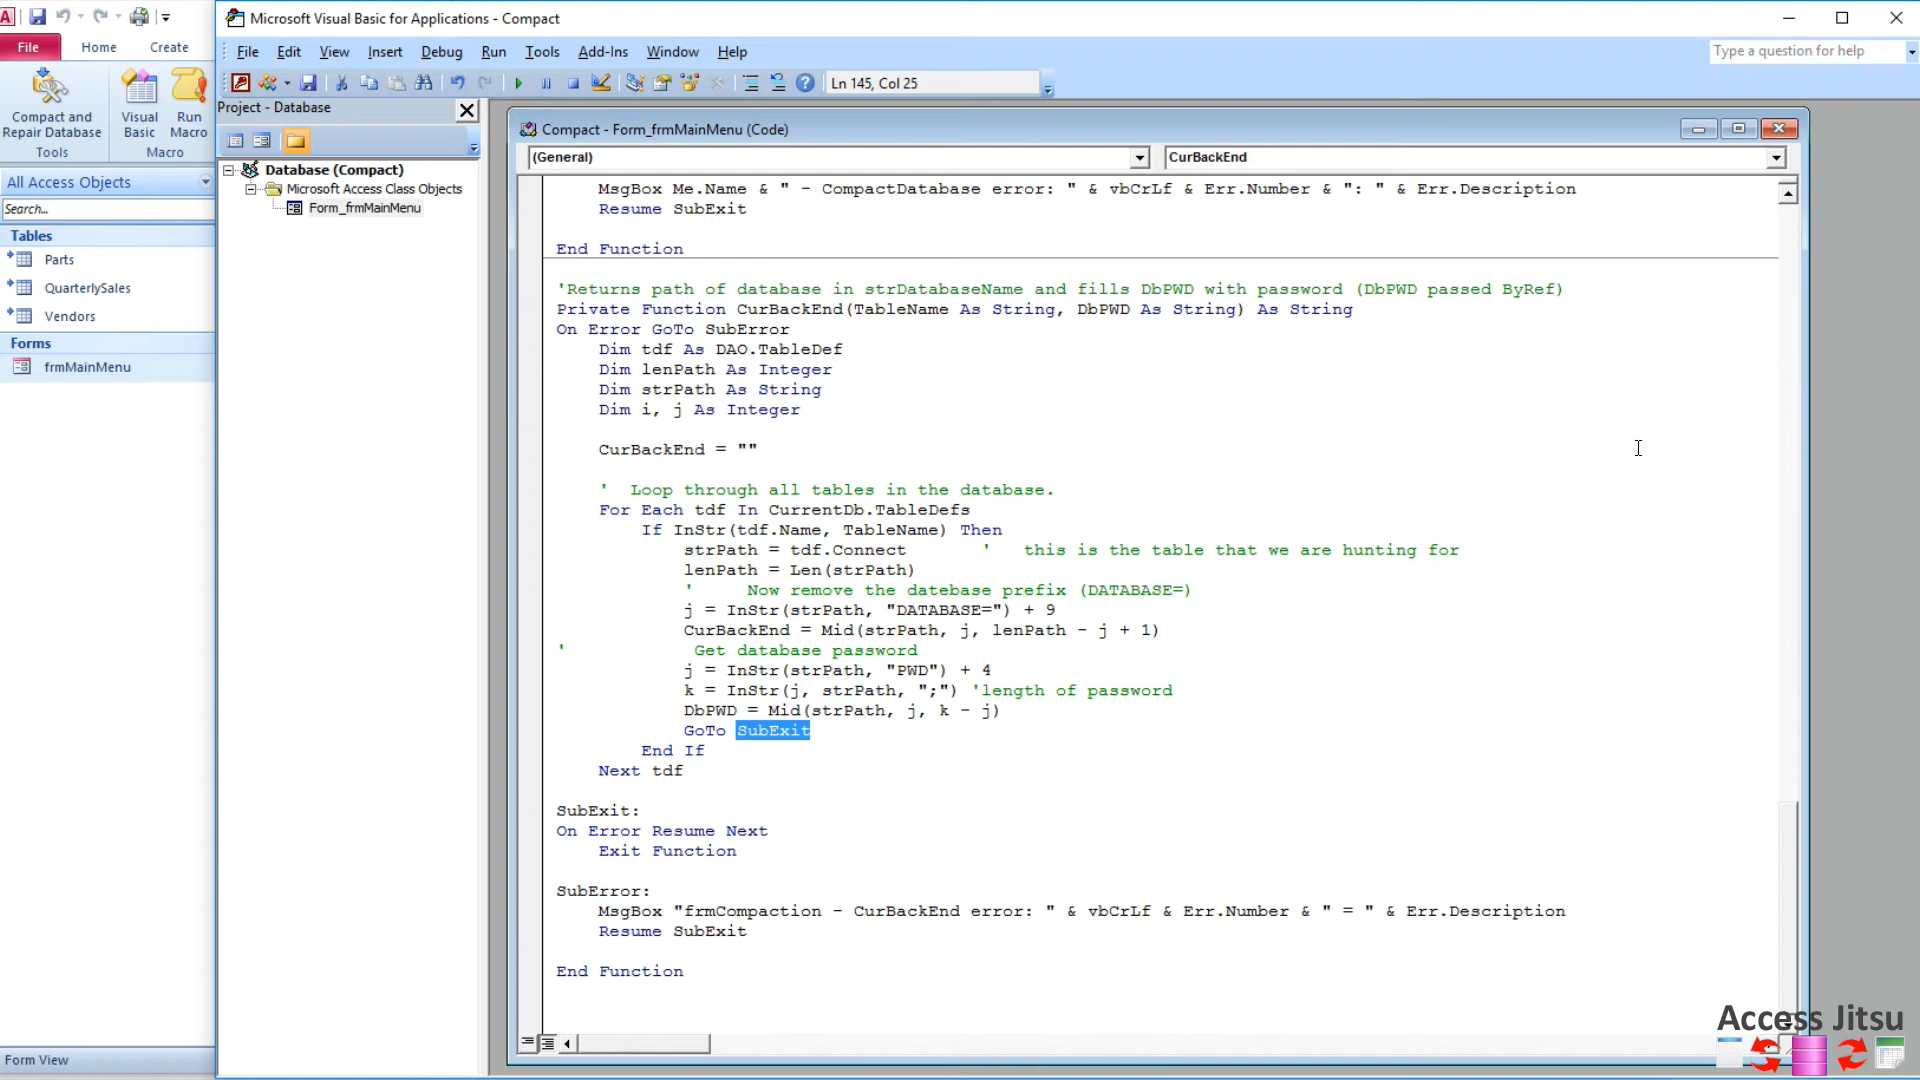 Microsoft Visual Basic for Applications - Compact
File
Home
Create
File Edit View Insert Debug Run Tools Add-Ins Window Help
Type a question for help
Ln 145, Col 25
Compact and
Repair Database
Tools
Visual
Basic
Run
Macro
Macro
All Access Objects
Search...
Tables
Parts
QuarterlySales
Vendors
Forms
frmMainMenu
Form View
Project - Database
Database (Compact)
Microsoft Access Class Objects
Form_frmMainMenu
Compact - Form_frmMainMenu (Code)
(General)
CurBackEnd
MsgBox Me.Name & " - CompactDatabase error: " & vbCrLf & Err.Number & ": " & Err.Description
Resume SubExit
End Function
'Returns path of database in strDatabaseName and fills DbPWD with password (DbPWD passed ByRef)
Private Function CurBackEnd(TableName As String, DbPWD As String) As String
On Error GoTo SubError
Dim tdf As DAO.TableDef
Dim lenPath As Integer
Dim strPath As String
Dim i, j As Integer
CurBackEnd = ""
' Loop through all tables in the database.
For Each tdf In CurrentDb.TableDefs
If InStr(tdf.Name, TableName) Then
strPath = tdf.Connect ' this is the table that we are hunting for
lenPath = Len(strPath)
' Now remove the datebase prefix (DATABASE=)
j = InStr(strPath, "DATABASE=") + 9
CurBackEnd = Mid(strPath, j, lenPath - j + 1)
' Get database password
j = InStr(strPath, "PWD") + 4
k = InStr(j, strPath, ";") 'length of password
DbPWD = Mid(strPath, j, k - j)
GoTo SubExit
End If
Next tdf
SubExit:
On Error Resume Next
Exit Function
SubError:
MsgBox "frmCompaction - CurBackEnd error: " & vbCrLf & Err.Number & " = " & Err.Description
Resume SubExit
End Function
Access Jitsu